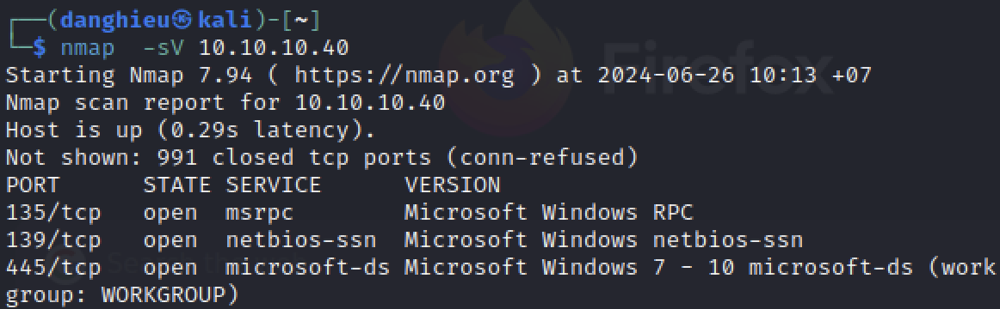 ┌──(danghieu㉿kali)-[~]
└─$ nmap  -sV 10.10.10.40
Starting Nmap 7.94 ( https://nmap.org ) at 2024-06-26 10:13 +07
Nmap scan report for 10.10.10.40
Host is up (0.29s latency).
Not shown: 991 closed tcp ports (conn-refused)
PORT      STATE SERVICE      VERSION
135/tcp   open  msrpc        Microsoft Windows RPC
139/tcp   open  netbios-ssn  Microsoft Windows netbios-ssn
445/tcp   open  microsoft-ds Microsoft Windows 7 - 10 microsoft-ds (work
group: WORKGROUP)
Firefox